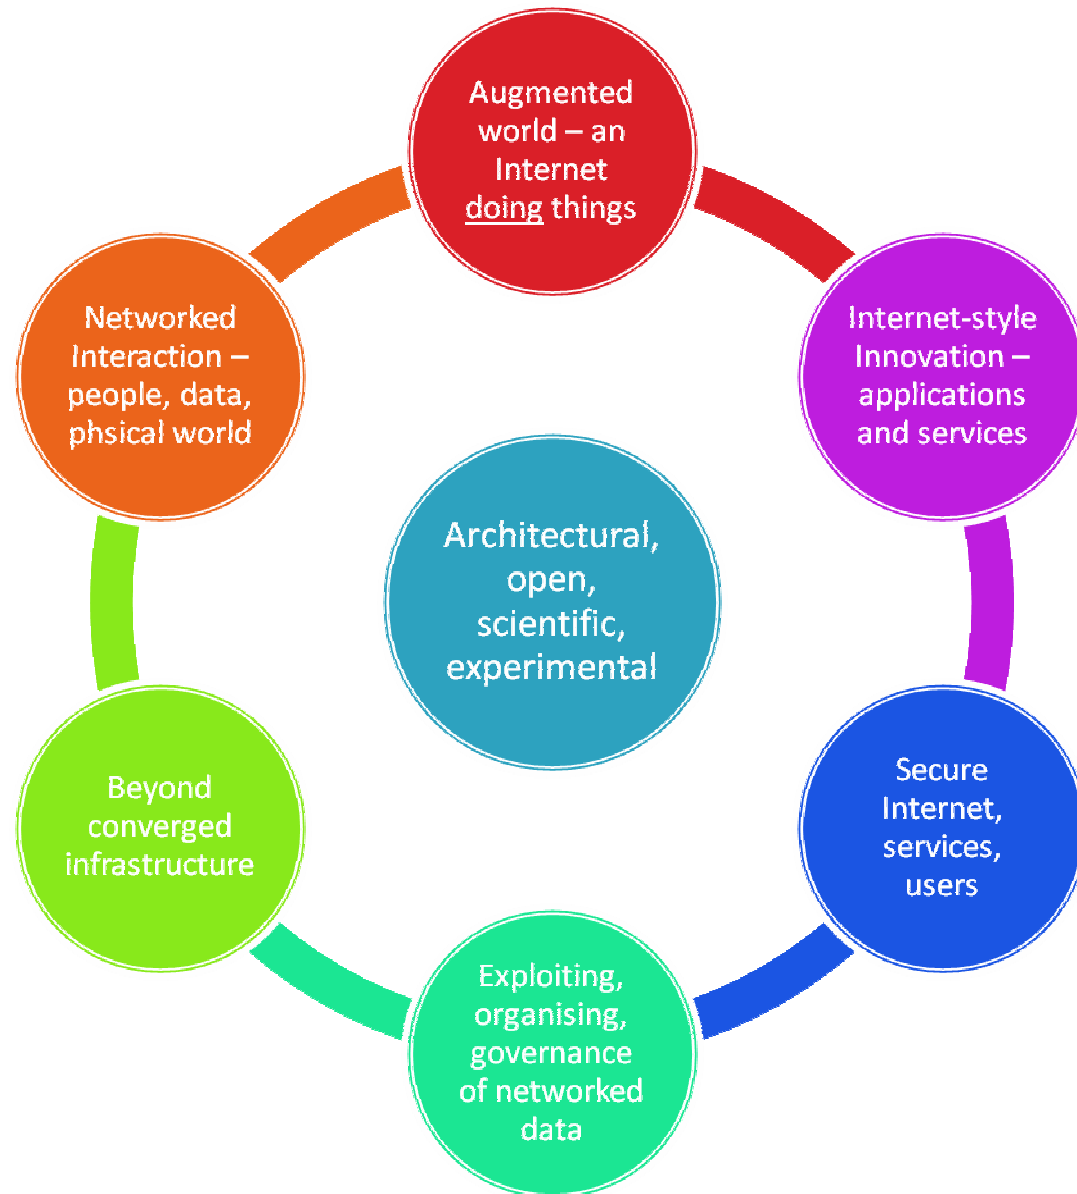 Augmented
world – an
Internet
doing things
Networked
Interaction –
people, data,
phsical world
Internet-style
Innovation –
applications
and services
Architectural,
open,
scientific,
experimental
Beyond
converged
infrastructure
Secure
Internet,
services,
users
Exploiting,
organising,
governance
of networked
data